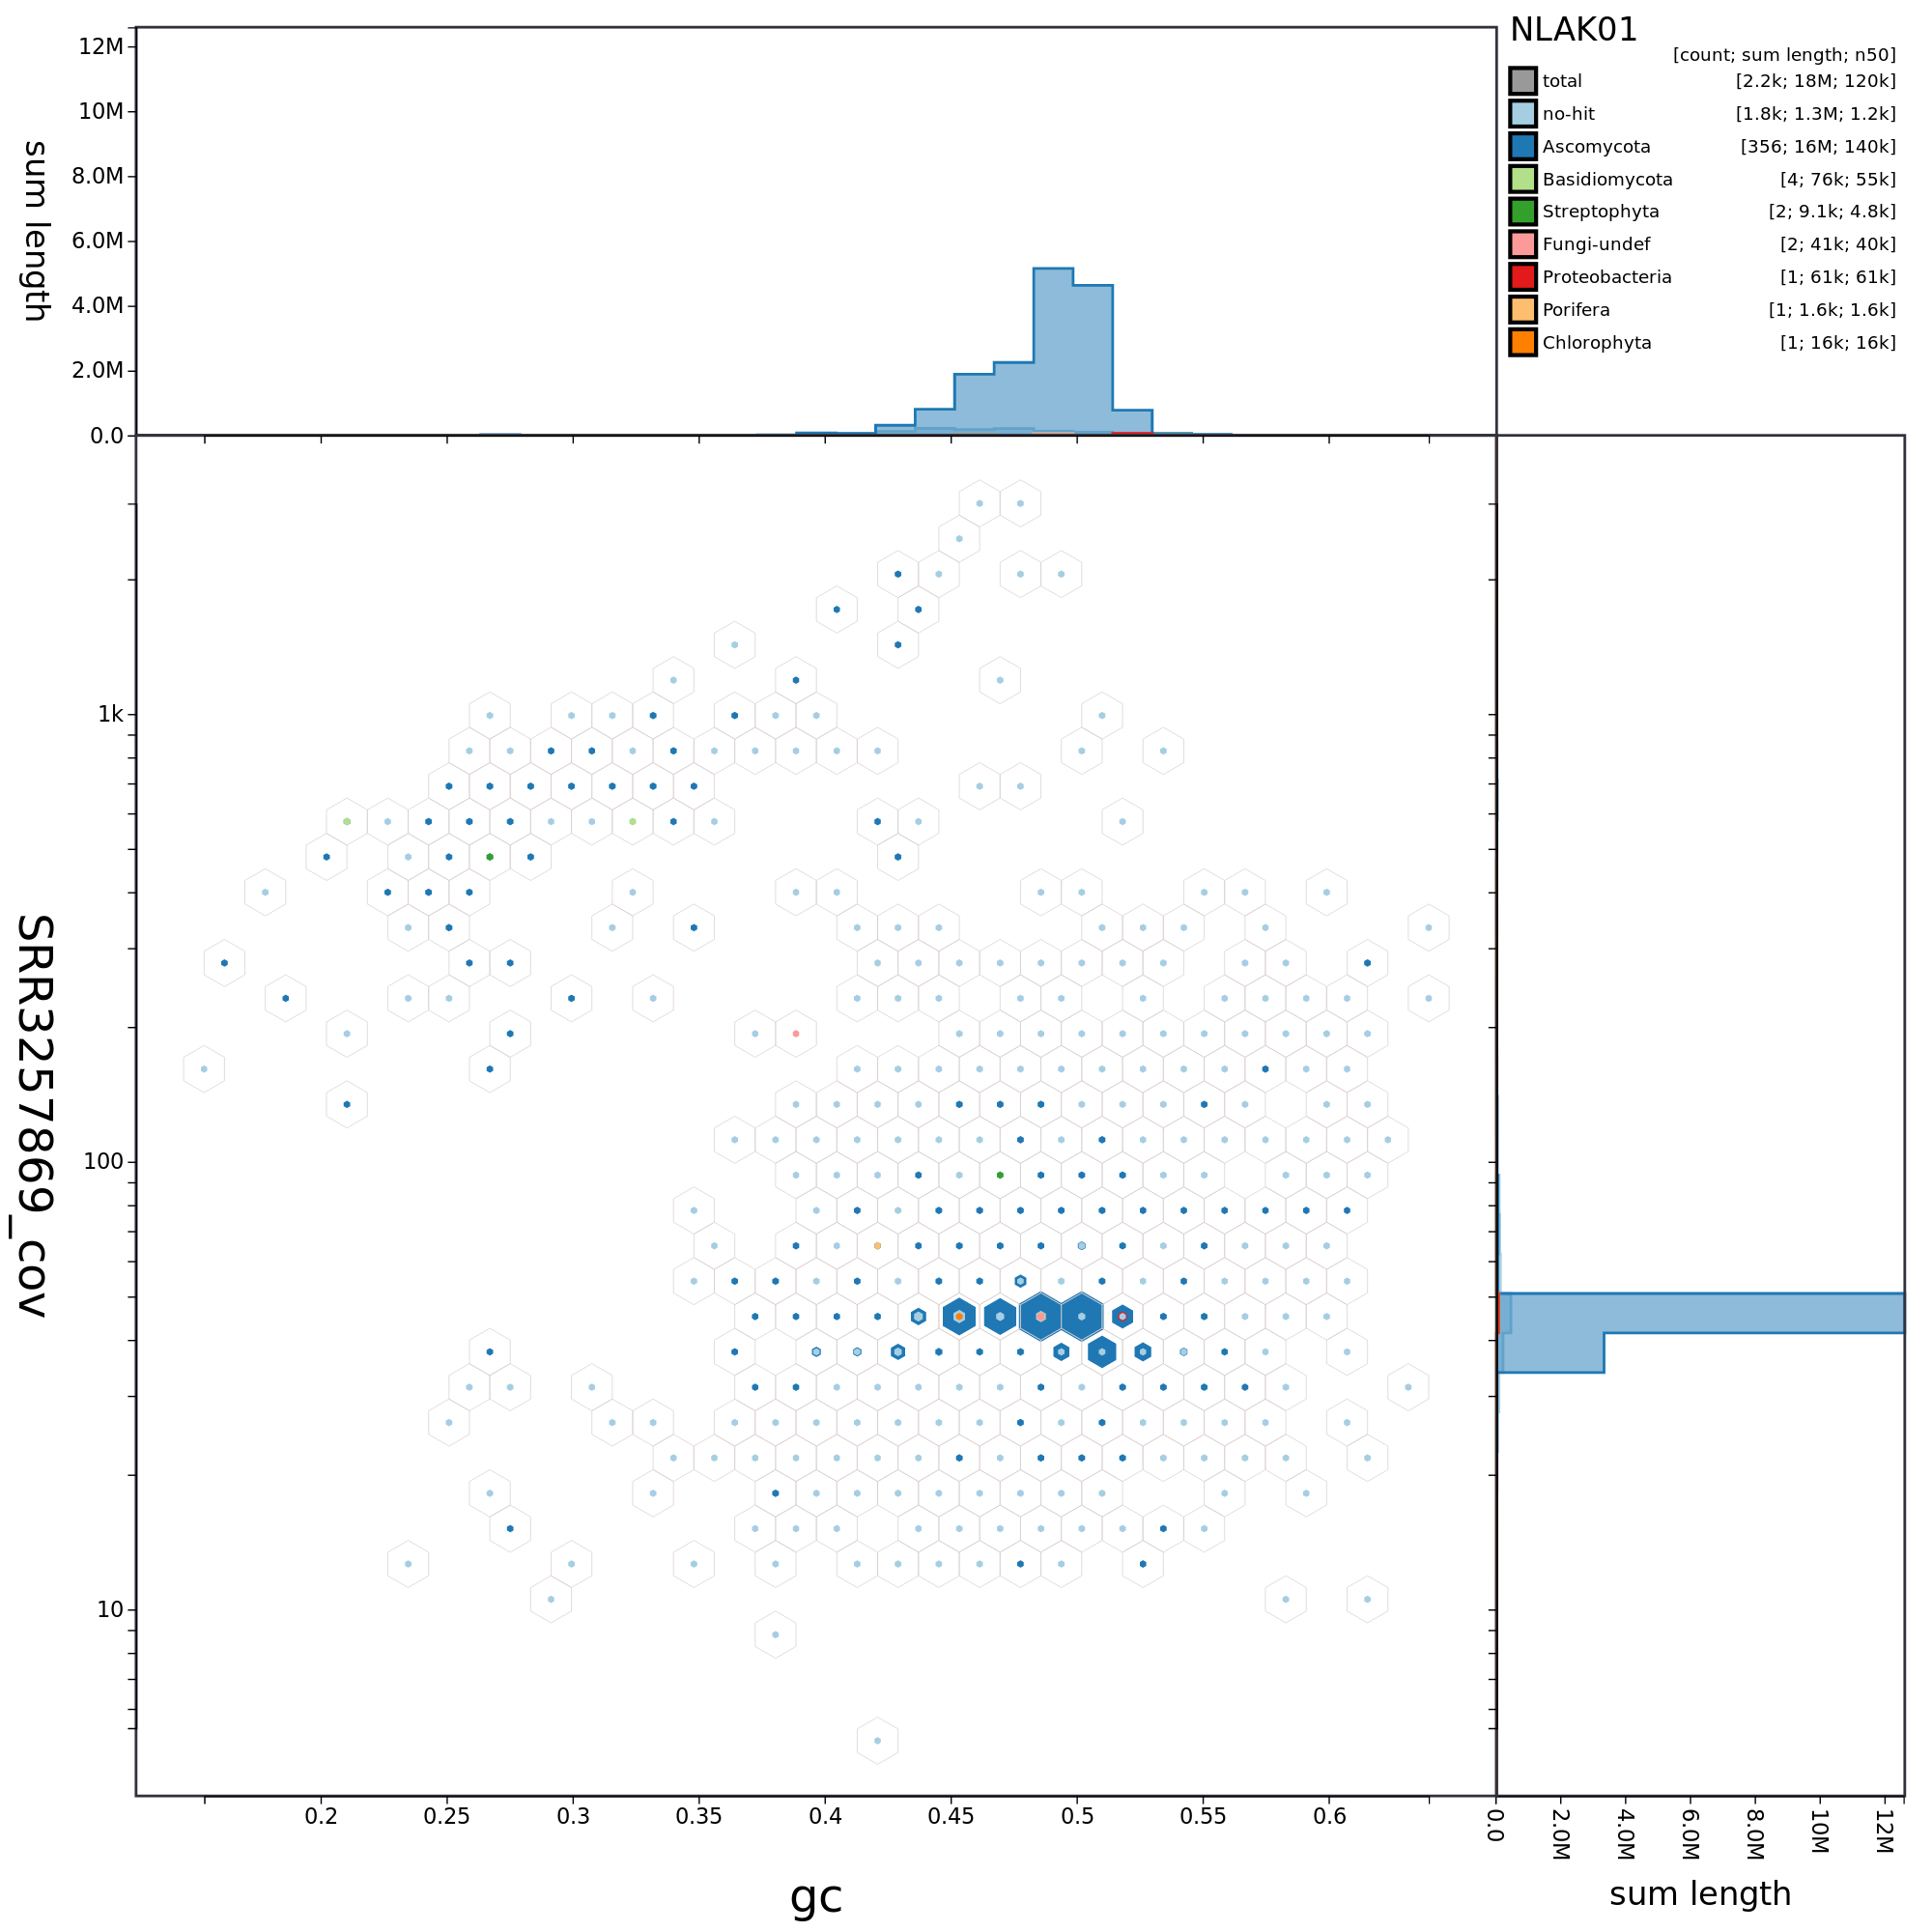 NLAK01
[count; sum length; n50]
total [2.2k; 18M; 120k]
no-hit [1.8k; 1.3M; 1.2k]
Ascomycota [356; 16M; 140k]
Basidiomycota [4; 76k; 55k]
Streptophyta [2; 9.1k; 4.8k]
Fungi-undef [2; 41k; 40k]
Proteobacteria [1; 61k; 61k]
Porifera [1; 1.6k; 1.6k]
Chlorophyta [1; 16k; 16k]
sum length
12M
10M
8.0M
6.0M
4.0M
2.0M
0.0
SRR3257869_cov
1k
100
10
0.2 0.25 0.3 0.35 0.4 0.45 0.5 0.55 0.6
gc
0.0 2.0M 4.0M 6.0M 8.0M 10M 12M
sum length